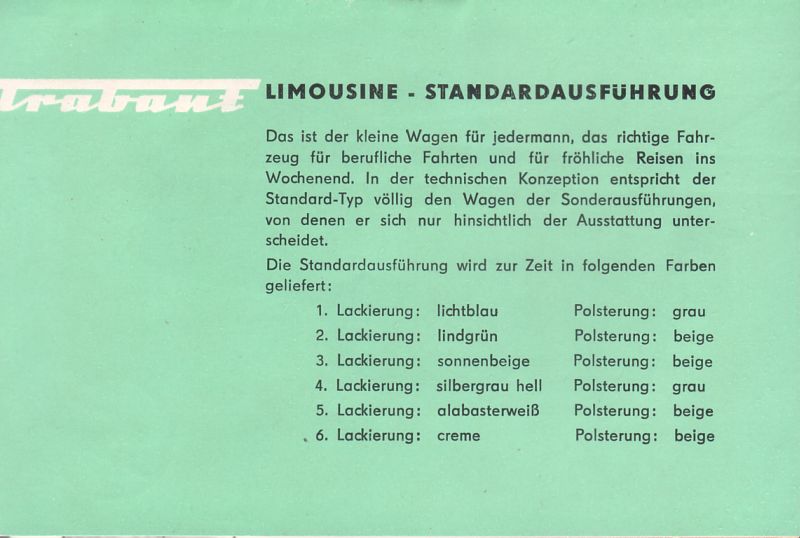 trabant
LIMOUSINE - STANDARDAUSFÜHRUNG
Das ist der kleine Wagen für jedermann, das richtige Fahr-
zeug für berufliche Fahrten und für fröhliche Reisen ins
Wochenend. In der technischen Konzeption entspricht der
Standard-Typ völlig den Wagen der Sonderausführungen,
von denen er sich nur hinsichtlich der Ausstattung unter-
scheidet.
Die Standardausführung wird zur Zeit in folgenden Farben
geliefert:
1. Lackierung: lichtblau Polsterung: grau
2. Lackierung: lindgrün Polsterung: beige
3. Lackierung: sonnenbeige Polsterung: beige
4. Lackierung: silbergrau hell Polsterung: grau
5. Lackierung: alabasterweiß Polsterung: beige
6. Lackierung: creme Polsterung: beige